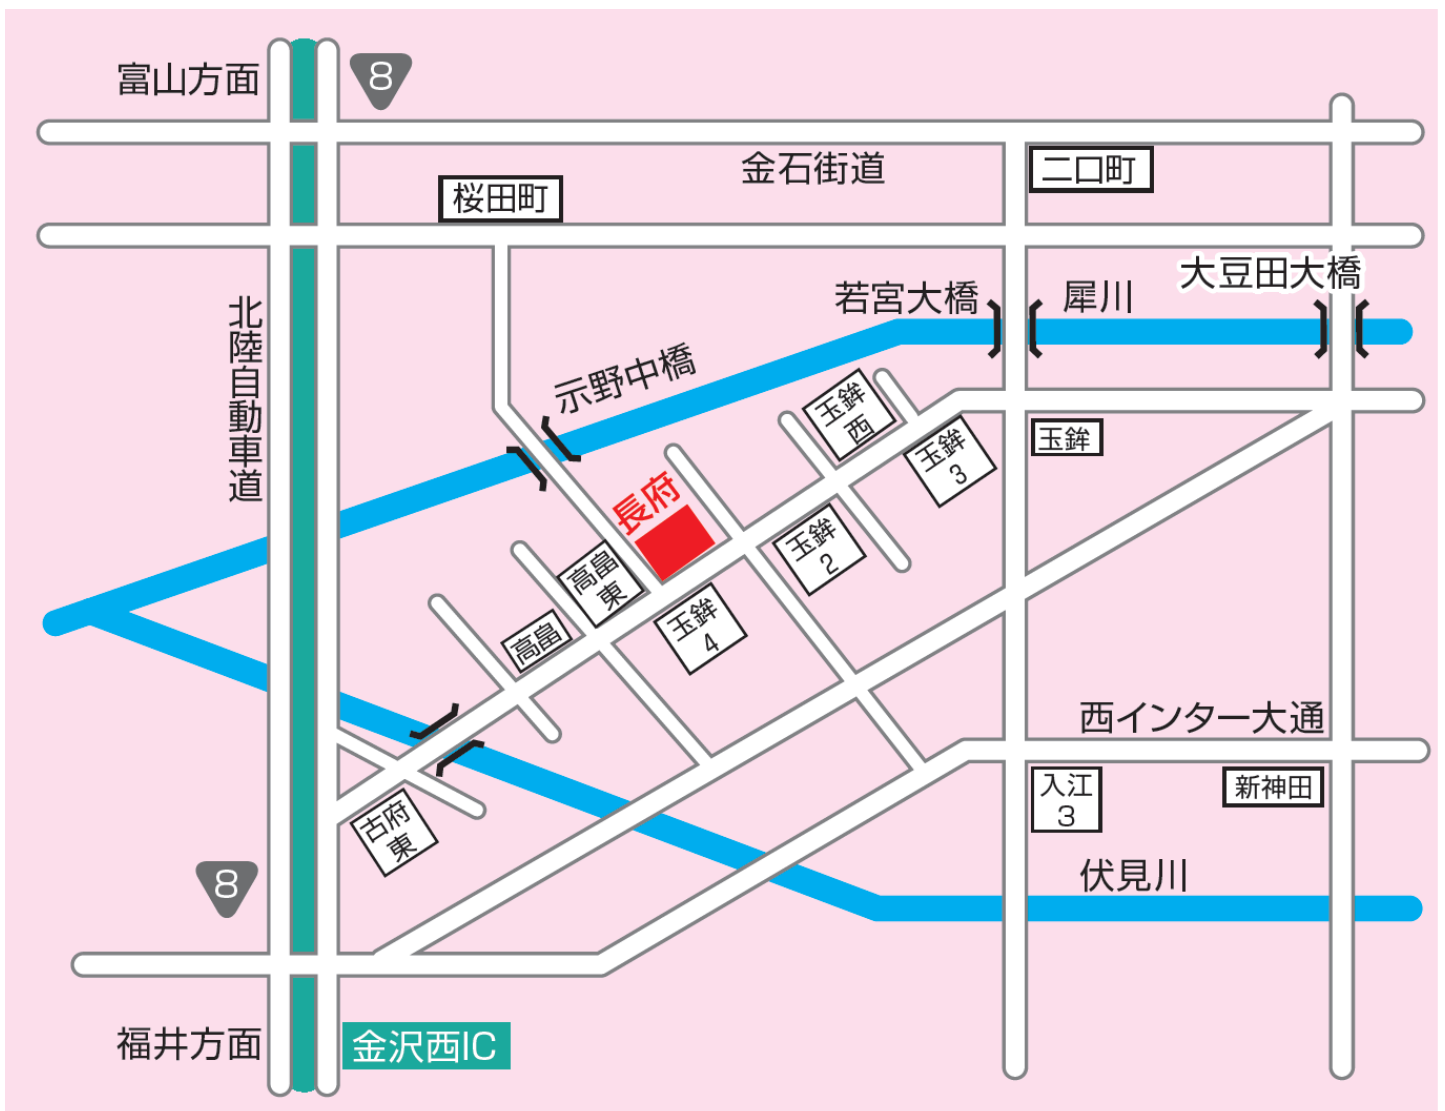 富山方面
8
金石街道
二口町
桜田町
大豆田大橋
若宮大橋
犀川
北陸自動車道
示野中橋
玉鉾
西
玉鉾
3
玉鉾
長府
玉鉾
2
高畠
東
高畠
玉鉾
4
西インター大通
入江
3
新神田
古府
東
8
伏見川
福井方面
金沢西IC